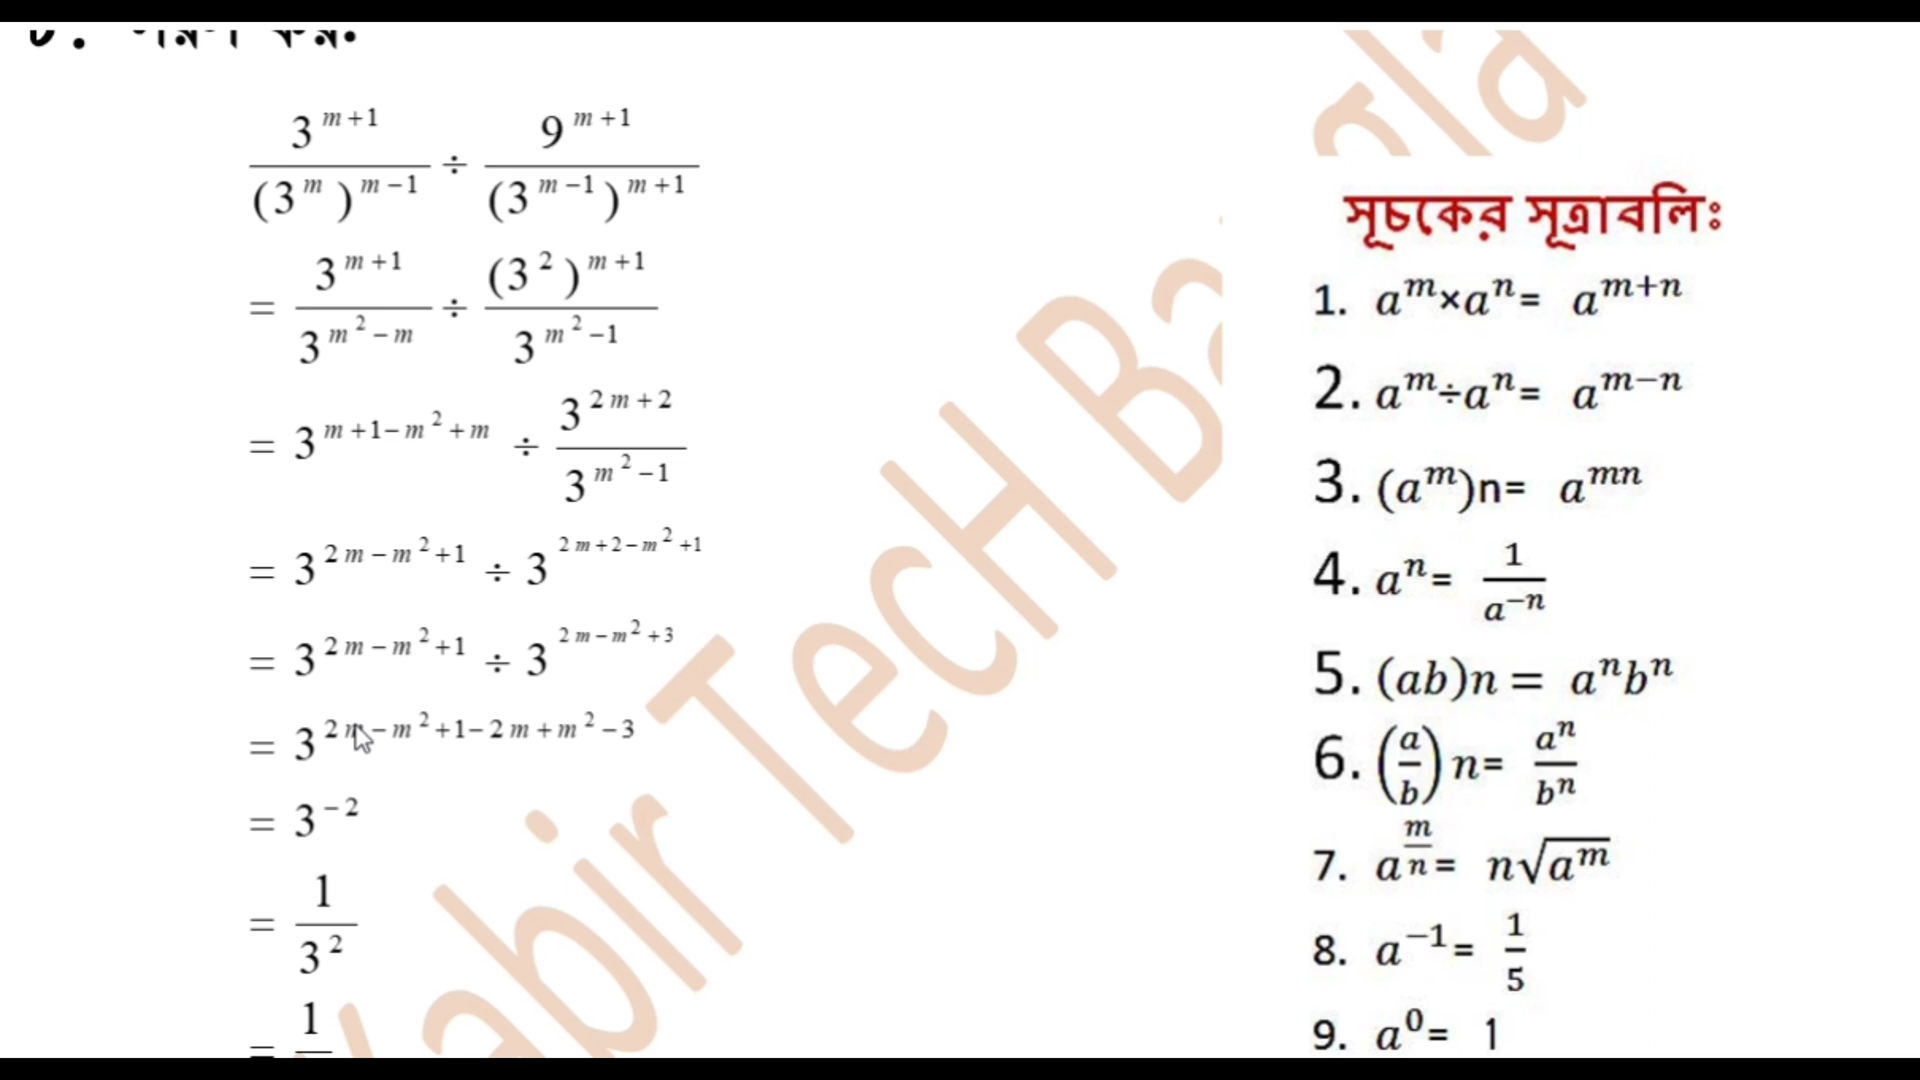 3^{m+1} / (3^m)^{m-1} ÷ 9^{m+1} / (3^{m-1})^{m+1}
= 3^{m+1} / 3^{m^2-m} ÷ (3^2)^{m+1} / 3^{m^2-1}
= 3^{m+1-m^2+m} ÷ 3^{2m+2} / 3^{m^2-1}
= 3^{2m-m^2+1} ÷ 3^{2m+2-m^2+1}
= 3^{2m-m^2+1} ÷ 3^{2m-m^2+3}
= 3^{2m-m^2+1-2m+m^2-3}
= 3^{-2}
= 1 / 3^2
= 1
সূচকের সূত্রাবলিঃ
1. a^m×a^n= a^{m+n}
2. a^m÷a^n= a^{m-n}
3. (a^m)n= a^{mn}
4. a^n= 1 / a^{-n}
5. (ab)n = a^n b^n
6. (a/b) n= a^n / b^n
7. a^{m/n}= n√a^m
8. a^{-1}= 1/5
9. a^0= 1
TecH